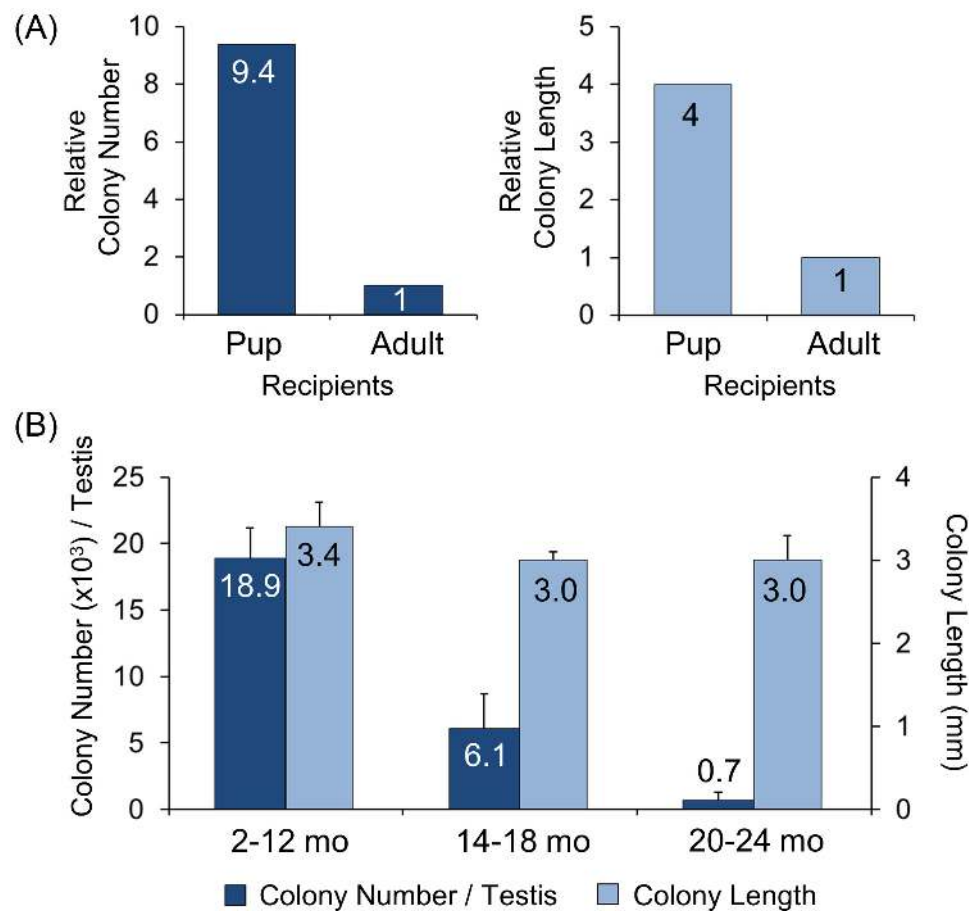 (A)
Relative
Colony Number
10
8
6
4
2
0
9.4
1
Pup Adult
Recipients
Relative
Colony Length
5
4
3
2
1
0
4
1
Pup Adult
Recipients
(B)
Colony Number (x10³) / Testis
25
20
15
10
5
0
18.9
3.4
6.1
3.0
0.7
3.0
4
3
2
1
0
Colony Length (mm)
2-12 mo 14-18 mo 20-24 mo
Colony Number / Testis Colony Length